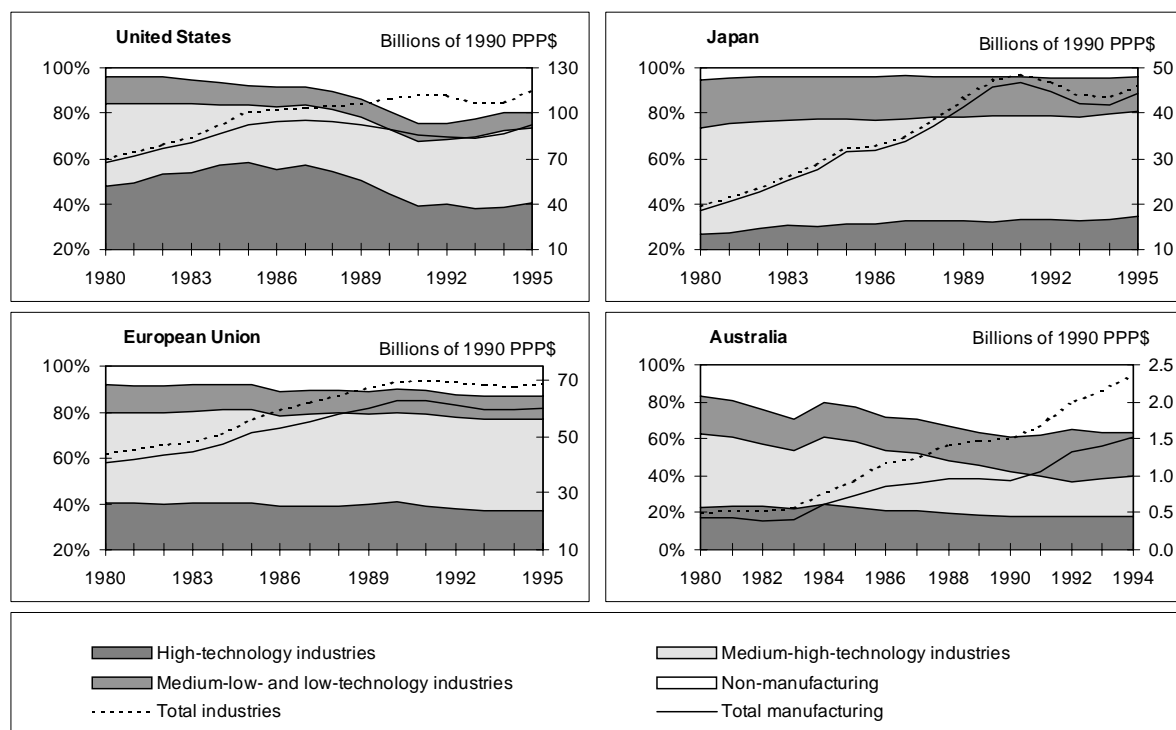 United States
Billions of 1990 PPP$
100%
80%
60%
40%
20%
130
100
70
40
10
1980 1983 1986 1989 1992 1995
Japan
Billions of 1990 PPP$
100%
80%
60%
40%
20%
50
40
30
20
10
1980 1983 1986 1989 1992 1995
European Union
Billions of 1990 PPP$
100%
80%
60%
40%
20%
70
50
30
10
1980 1983 1986 1989 1992 1995
Australia
Billions of 1990 PPP$
100%
80%
60%
40%
20%
0%
2.5
2.0
1.5
1.0
0.5
0.0
1980 1982 1984 1986 1988 1990 1992 1994
High-technology industries
Medium-high-technology industries
Medium-low- and low-technology industries
Non-manufacturing
Total industries
Total manufacturing